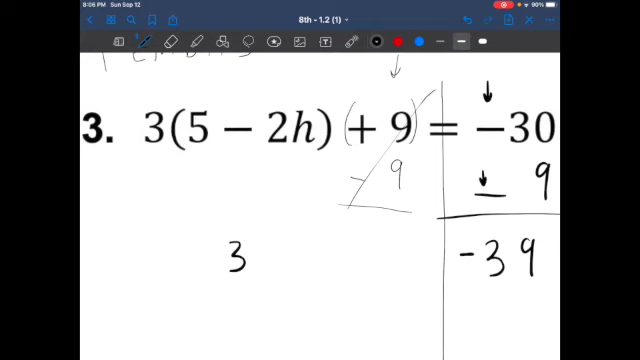 8:06 PM Sun Sep 12
90%
8th - 1.2 (1)
3. 3(5 − 2h) (+ 9) = −30
− 9 − 9
3 −39